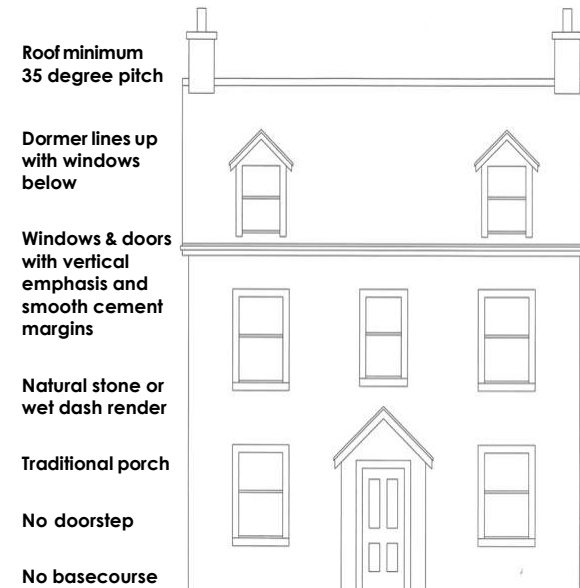 Roof minimum
35 degree pitch
Dormer lines up
with windows
below
Windows & doors
with vertical
emphasis and
smooth cement
margins
Natural stone or
wet dash render
Traditional porch
No doorstep
No basecourse